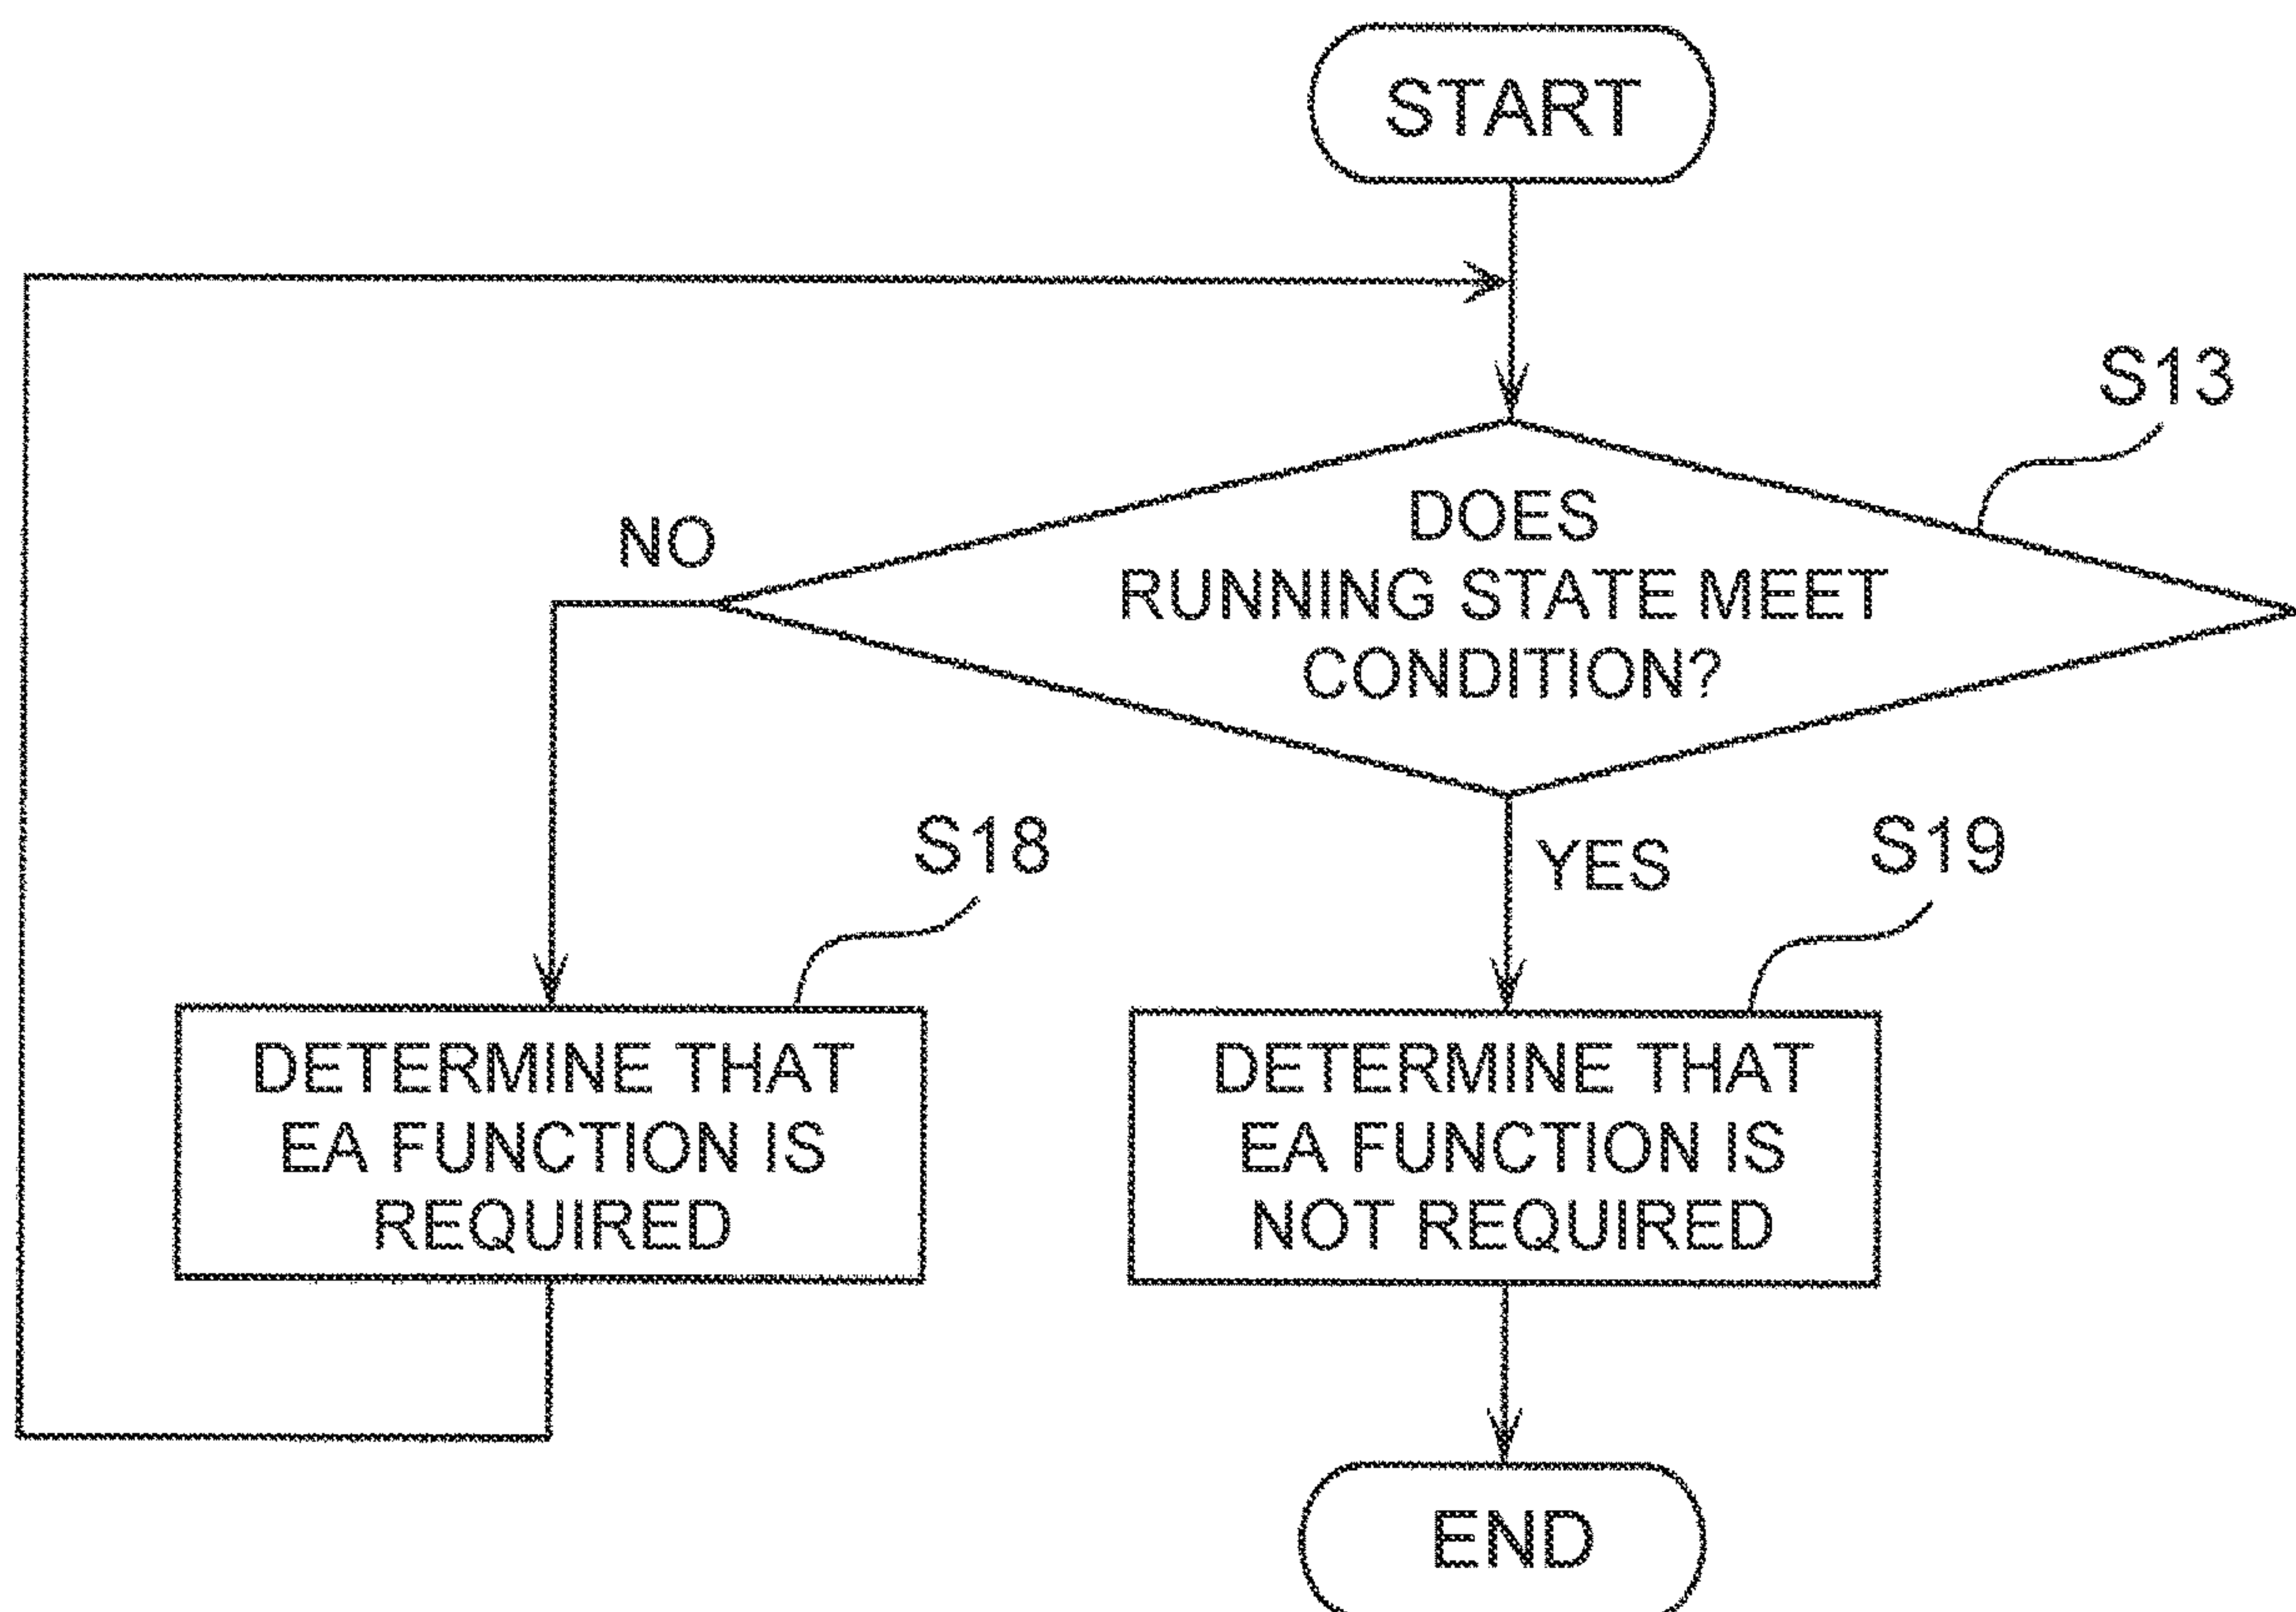 START
S13
DOES
RUNNING STATE MEET
CONDITION?
NO
YES
S18
S19
DETERMINE THAT
EA FUNCTION IS
REQUIRED
DETERMINE THAT
EA FUNCTION IS
NOT REQUIRED
END